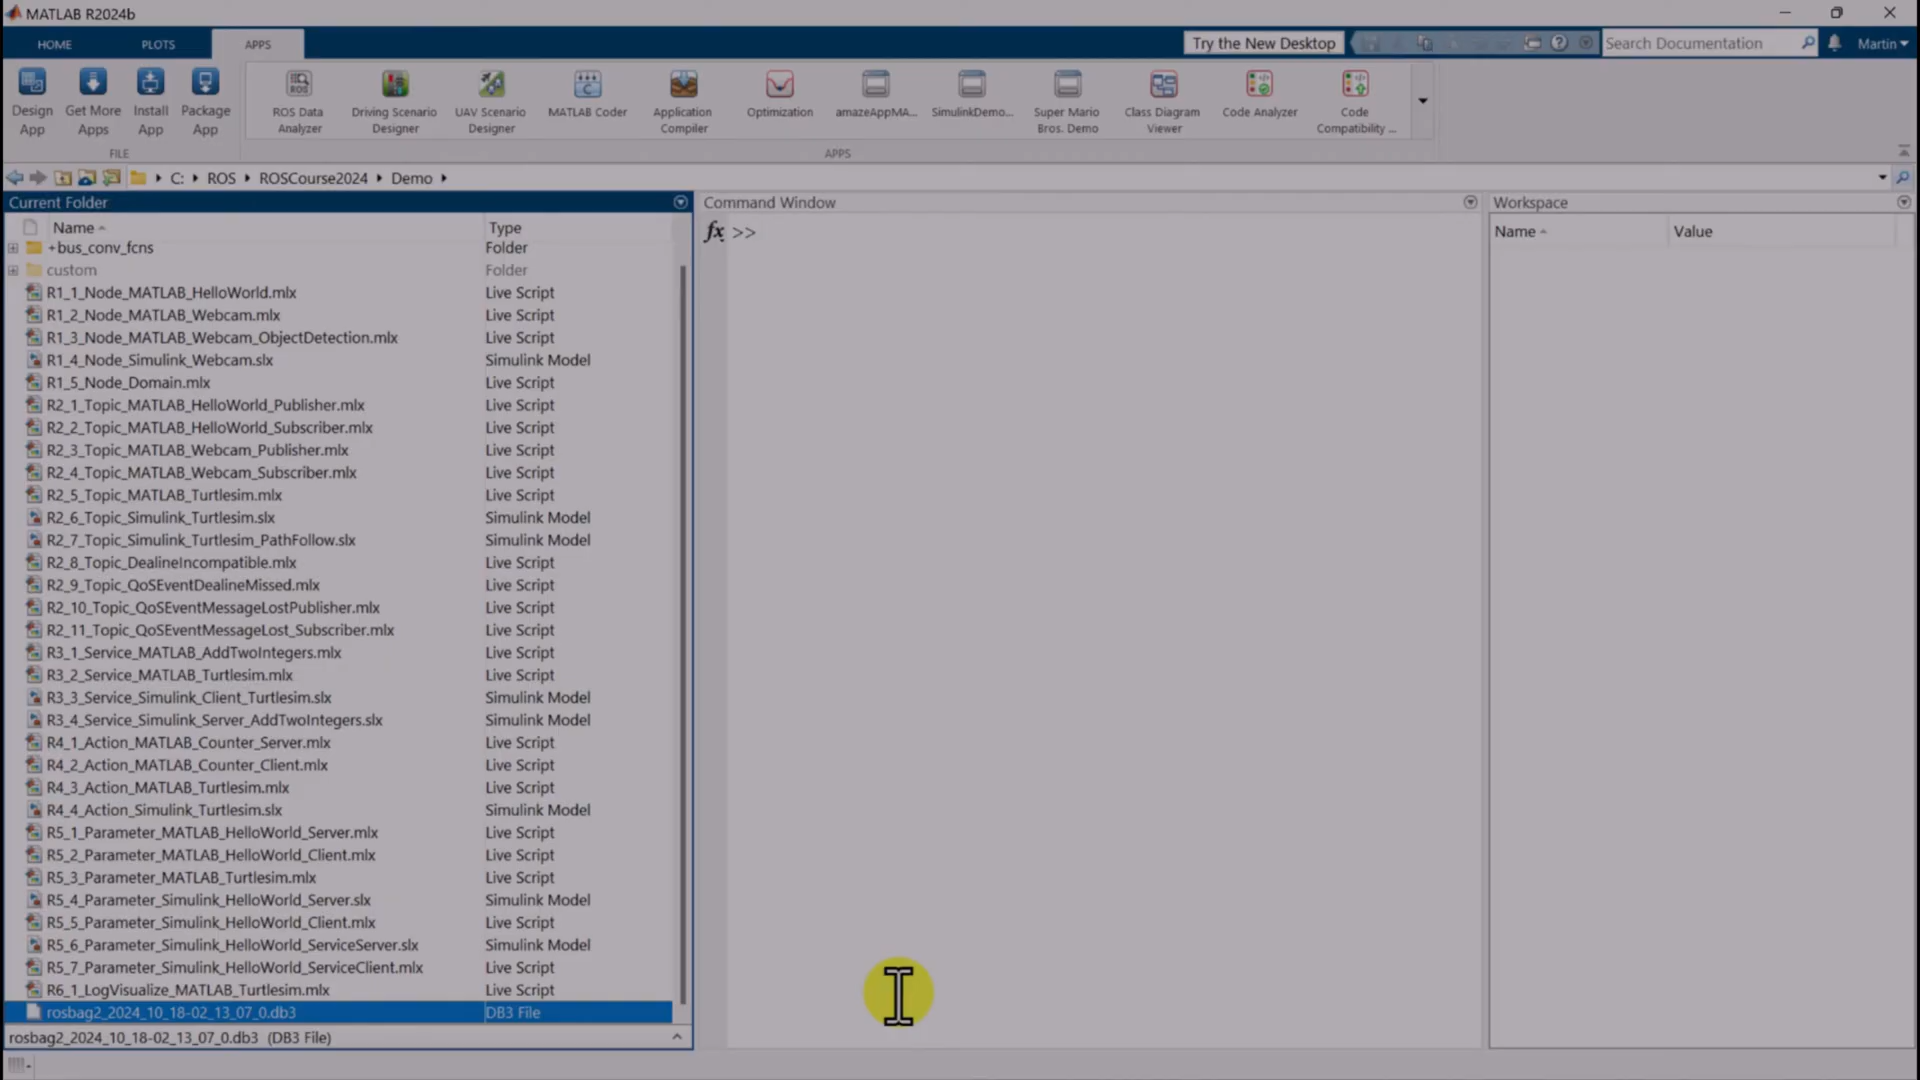 MATLAB R2024b
HOME
PLOTS
APPS
Try the New Desktop
Search Documentation
Martin
Design App
Get More Apps
Install App
Package App
ROS Data Analyzer
Driving Scenario Designer
UAV Scenario Designer
MATLAB Coder
Application Compiler
Optimization
amazeAppMA...
SimulinkDemo...
Super Mario Bros. Demo
Class Diagram Viewer
Code Analyzer
Code Compatibility ...
FILE
APPS
C: ROS ROSCourse2024 Demo
Current Folder
Name Type
+bus_conv_fcns Folder
custom Folder
R1_1_Node_MATLAB_HelloWorld.mlx Live Script
R1_2_Node_MATLAB_Webcam.mlx Live Script
R1_3_Node_MATLAB_Webcam_ObjectDetection.mlx Live Script
R1_4_Node_Simulink_Webcam.slx Simulink Model
R1_5_Node_Domain.mlx Live Script
R2_1_Topic_MATLAB_HelloWorld_Publisher.mlx Live Script
R2_2_Topic_MATLAB_HelloWorld_Subscriber.mlx Live Script
R2_3_Topic_MATLAB_Webcam_Publisher.mlx Live Script
R2_4_Topic_MATLAB_Webcam_Subscriber.mlx Live Script
R2_5_Topic_MATLAB_Turtlesim.mlx Live Script
R2_6_Topic_Simulink_Turtlesim.slx Simulink Model
R2_7_Topic_Simulink_Turtlesim_PathFollow.slx Simulink Model
R2_8_Topic_DealineIncompatible.mlx Live Script
R2_9_Topic_QoSEventDealineMissed.mlx Live Script
R2_10_Topic_QoSEventMessageLostPublisher.mlx Live Script
R2_11_Topic_QoSEventMessageLost_Subscriber.mlx Live Script
R3_1_Service_MATLAB_AddTwoIntegers.mlx Live Script
R3_2_Service_MATLAB_Turtlesim.mlx Live Script
R3_3_Service_Simulink_Client_Turtlesim.slx Simulink Model
R3_4_Service_Simulink_Server_AddTwoIntegers.slx Simulink Model
R4_1_Action_MATLAB_Counter_Server.mlx Live Script
R4_2_Action_MATLAB_Counter_Client.mlx Live Script
R4_3_Action_MATLAB_Turtlesim.mlx Live Script
R4_4_Action_Simulink_Turtlesim.slx Simulink Model
R5_1_Parameter_MATLAB_HelloWorld_Server.mlx Live Script
R5_2_Parameter_MATLAB_HelloWorld_Client.mlx Live Script
R5_3_Parameter_MATLAB_Turtlesim.mlx Live Script
R5_4_Parameter_Simulink_HelloWorld_Server.slx Simulink Model
R5_5_Parameter_Simulink_HelloWorld_Client.mlx Live Script
R5_6_Parameter_Simulink_HelloWorld_ServiceServer.slx Simulink Model
R5_7_Parameter_Simulink_HelloWorld_ServiceClient.mlx Live Script
R6_1_LogVisualize_MATLAB_Turtlesim.mlx Live Script
rosbag2_2024_10_18-02_13_07_0.db3 DB3 File
rosbag2_2024_10_18-02_13_07_0.db3 (DB3 File)
Command Window
fx >>
Workspace
Name Value